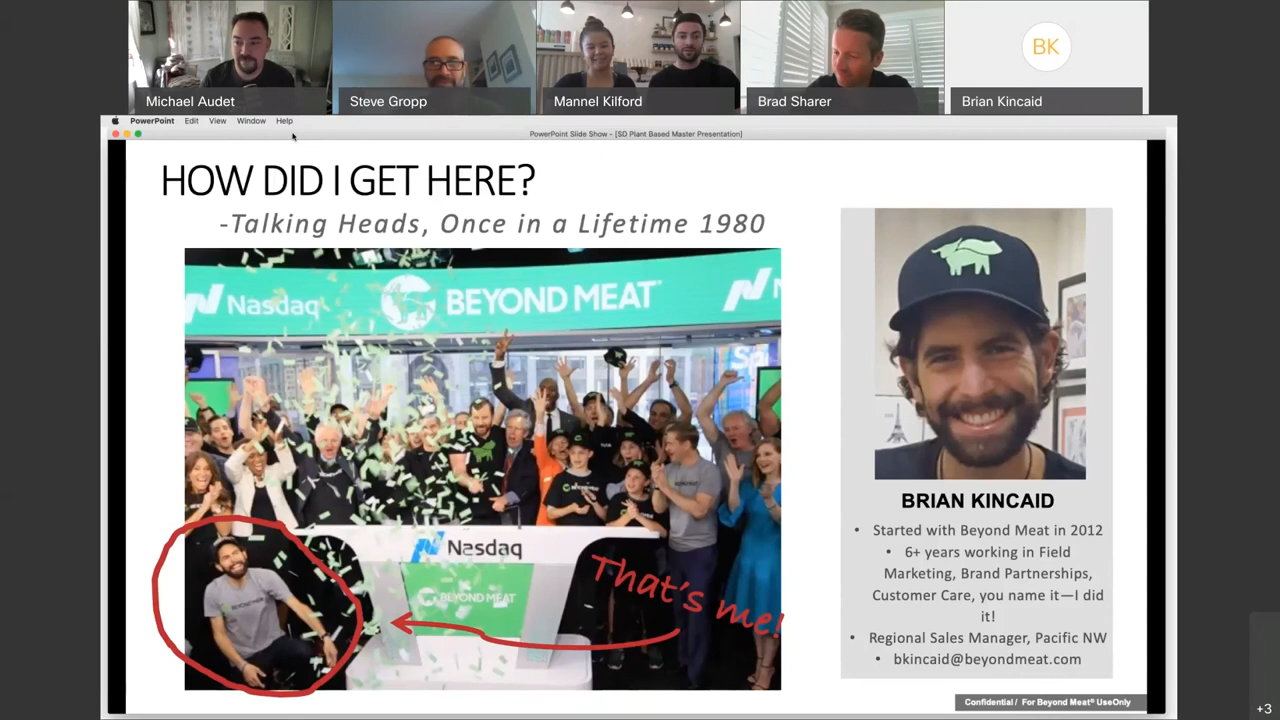 BK
Michael Audet
Steve Gropp
Mannel Kilford
Brad Sharer
Brian Kincaid
PowerPoint Edit View Window Help
PowerPoint Slide Show - [SD Plant Based Master Presentation]
HOW DID I GET HERE?
-Talking Heads, Once in a Lifetime 1980
Nasdaq BEYOND MEAT
Nasdaq
BEYOND MEAT
BEYOND MEAT
That's me!
BRIAN KINCAID
• Started with Beyond Meat in 2012
• 6+ years working in Field
Marketing, Brand Partnerships,
Customer Care, you name it—I did
it!
• Regional Sales Manager, Pacific NW
• bkincaid@beyondmeat.com
Confidential / For Beyond Meat® UseOnly
+3